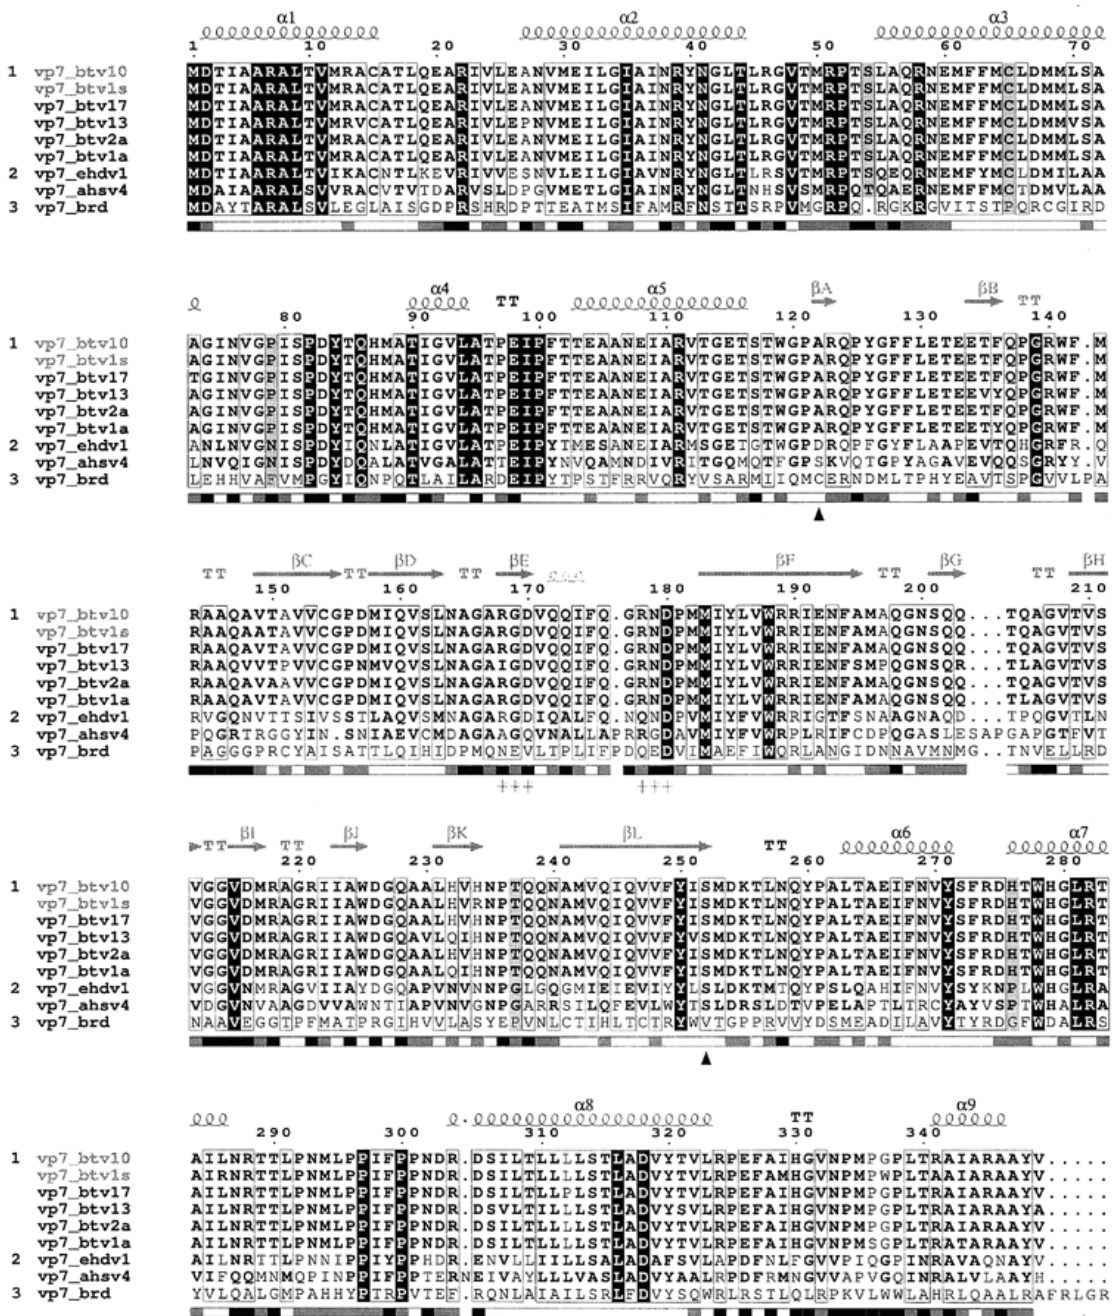 α1 α2 α3
1 10 20 30 40 50 60 70
1 vp7_btv10 MDTIAARALTVMRACATLQEARIVLEANVMEILGIAINRYNGLTLRGVTMRPTSLAQRNEMFFMCLDMMLSA
vp7_btv1s MDTIAARALTVMRACATLQEARIVLEANVMEILGIAINRYNGLTLRGVTMRPTSLAQRNEMFFMCLDMMLSA
vp7_btv17 MDTIAARALTVMRACATLQEARIVLEANVMEILGIAINRYNGLTLRGVTMRPTSLAQRNEMFFMCLDMMLSA
vp7_btv13 MDTIAARALTVMRVCATLQEARIVLEPNVMEILGIAINRYNGLTLRGVTMRPTSLAQRNEMFFMCLDMMVSA
vp7_btv2a MDTIAARALTVMRACATLQEARIVLEANVMEILGIAINRYNGLTLRGVTMRPTSLAQRNEMFFMCLDMMLSA
vp7_btv1a MDTIAARALTVMRACATLQEARIVLEANVMEILGIAINRYNGLTLRGVTMRPTSLAQRNEMFFMCLDMMLSA
2 vp7_ehdv1 MDTIAARALTVIKACNTLKEVRIVVESNVLEILGIAVNRYNGLTLRSVTMRPTSQEQRNEMFYMCLDMILAA
vp7_ahsv4 MDAIAARALSVVRACVTVTDARVSLDPGVMEILGIAINRYNGLTNHSVSMRPQTQAERNEMFFMCTDMVLAA
3 vp7_brd MDAYTARALSVLEGLAISGDPRSHRDPTTEATMSIFAMRFNSTTSRPVMGRPQ.RGKRGVITSTPQRCGIRD
α4 TT α5 βA βB TT
80 90 100 110 120 130 140
1 vp7_btv10 AGINVGPISPDYTQHMATIGVLATPEIPFTTEAANEIARVTGETSTWGPARQPYGFFLETEETFQPGRWF.M
vp7_btv1s AGINVGPISPDYTQHMATIGVLATPEIPFTTEAANEIARVTGETSTWGPARQPYGFFLETEETFQPGRWF.M
vp7_btv17 TGINVGPISPDYTQHMATIGVLATPEIPFTTEAANEIARVTGETSTWGPARQPYGFFLETEETFQPGRWF.M
vp7_btv13 AGINVGPISPDYTQHMATIGVLATPEIPFTTEAANEIARVTGETSTWGPARQPYGFFLETEEVYQPGRWF.M
vp7_btv2a AGINVGPISPDYTQHMATIGVLATPEIPFTTEAANEIARVTGETSTWGPARQPYGFFLETEETYQPGRWF.M
vp7_btv1a AGINVGPISPDYTQHMATIGVLATPEIPFTTEAANEIARVTGETSTWGPARQPYGFFLETEETFQPGRWF.M
2 vp7_ehdv1 ANLNVGNISPDYIQNLATIGVLATPEIPYTMESANEIARMSGETGTWGPDRQPFGYFLAAPEVTQHGRFR.Q
vp7_ahsv4 LNVQIGNISPDYDQALATVGALATTEIPYNVQAMNDIVRITGQMQTFGPSKVQTGPYAGAVEVQQSGRYY.V
3 vp7_brd LEHHVAFVMPGYIQNPQTLAILARDEIPYTPSTFRRVQRYVSARMIIQMCERNDMLTPHYEAVTSPGVVLPA
TT βC TT βD TT βE βF TT βG TT βH
150 160 170 180 190 200 210
1 vp7_btv10 RAAQAVTAVVCGPDMIQVSLNAGARGDVQQIFQ.GRNDPMMIYLVWRRIENFAMAQGNSQQ...TQAGVTVS
vp7_btv1s RAAQAATAVVCGPDMIQVSLNAGARGDVQQIFQ.GRNDPMMIYLVWRRIENFAMAQGNSQQ...TQAGVTVS
vp7_btv17 RAAQAVTAVVCGPDMIQVSLNAGARGDVQQIFQ.GRNDPMMIYLVWRRIENFAMAQGNSQQ...TQAGVTVS
vp7_btv13 RAAQVVTPVVCGPNMVQVSLNAGAIGDVQQIFQ.GRNDPMMIYLVWRRIENFSMPQGNSQR...TLAGVTVS
vp7_btv2a RAAQAVAAVVCGPDMIQVSLNAGARGDVQQIFQ.GRNDPMMIYLVWRRIENFAMAQGNSQQ...TQAGVTVS
vp7_btv1a RAAQAVTAVVCGPDMIQVSLNAGARGDVQQIFQ.GRNDPMMIYLVWRRIENFAMAQGNSQQ...TLAGVTVS
2 vp7_ehdv1 RVGQNVTTSIVSSTLAQVSMNAGARGDIQALFQ.NQNDPVMIYFVWRRIGTFSNAAGNAQD...TPQGVTLN
vp7_ahsv4 PQGRTRGGYIN.SNIAEVCMDAGAAGQVNALLAPRRGDAVMIYFVWRPLRIFCDPQGASLESAPGAPGTFVT
3 vp7_brd PAGGGPRCYAISATTLQIHIDPMQNEVLTPLIFPDQEDVIMAEFIWQRLANGIDNNAVMNMG..TNVELLRD
+++ +++
TT βI TT βJ βK βL TT α6 α7
220 230 240 250 260 270 280
1 vp7_btv10 VGGVDMRAGRIIAWDGQAALHVHNPTQQNAMVQIQVVFYISMDKTLNQYPALTAEIFNVYSFRDHTWHGLRT
vp7_btv1s VGGVDMRAGRIIAWDGQAALHVRNPTQQNAMVQIQVVFYISMDKTLNQYPALTAEIFNVYSFRDHTWHGLRT
vp7_btv17 VGGVDMRAGRIIAWDGQAALHVHNPTQQNAMVQIQVVFYISMDKTLNQYPALTAEIFNVYSFRDHTWHGLRT
vp7_btv13 VGGVDMRAGRIIAWDGQAVLQIHNPTQQNAMVQIQVVFYVSMDKTLNQYPALTAEIFNVYSFRDHTWHGLRT
vp7_btv2a VGGVDMRAGRIIAWDGQAALHVHNPTQQNAMVQIQVVFYISMDKTLNQYPALTAEIFNVYSFRDHTWHGLRT
vp7_btv1a VGGVDMRAGRIIAWDGQAALQIHNPTQQNAMVQIQVVFYISMDKTLNQYPALTAEIFNVYSFRDHTWHGLRT
2 vp7_ehdv1 VGGVNMRAGVIIAYDGQAPVNVNNPGLGQGMIEIEVIYYLSLDKTMTQYPSLQAHIFNVYSYKNPLWHGLRA
vp7_ahsv4 VDGVNVAAGDVVAWNTIAPVNVGNPGARRSILQFEVLWYTSLDRSLDTVPELAPTLTRCYAYVSPTWHALRA
3 vp7_brd NAAVEGGTPFMATPRGIHVVLASYEPVNLCTIHLTCTRYWVTGPPRVVYDSMEADILAVYTYRDGFWDALRS
α8 TT α9
290 300 310 320 330 340
1 vp7_btv10 AILNRTTLPNMLPPIFPPNDR.DSILTLLLLSTLADVYTVLRPEFAIHGVNPMPGPLTRAIARAAYV.....
vp7_btv1s AIRNRTTLPNMLPPIFPPNDR.DSILTLLLLSTLADVYTVLRPEFAMHGVNPMPWPLTRAIARAAYV.....
vp7_btv17 AILNRTTLPNMLPPIFPPNDR.DSILTLLPLSTLADVYTVLRPEFAIHGVNPMPGPLTRAIARAAYV.....
vp7_btv13 AILNRTTLPNMLPPIFPPNDR.DSVLTILLLSTLADVYSVLRPEFAIHGVNPMPGPLTRAIARAAYA.....
vp7_btv2a AILNRTTLPNMLPPIFPPNDR.DSILTLLLLSTLADVYTVLRPEFAIHGVNPMPGPLTRAIARAAYV.....
vp7_btv1a AILNRTTLPNMLPPIFPPNDR.DSILTLLLLSTLADVYTVLRPEFAIHGVNPMSGPLTRATARAAYV.....
2 vp7_ehdv1 AILNRTTLPNNIPPIYPPHDR.ENVLLIILLSALADAFSVLAPDFNLFGVVPIQGPINRAVAQNAYV.....
vp7_ahsv4 VIFQQMNMQPINPPIFPPTERNEIVAYLLLVASLADVYAALRPDFRMNGVVAPVGQINRALVLAAYH.....
3 vp7_brd YVLQALGMPAHHYPTRPVTEF.RQNLAIAILSRLFDVYSQWRLRSTILQLRPKVLWWLAHRLQALLAFRLGR